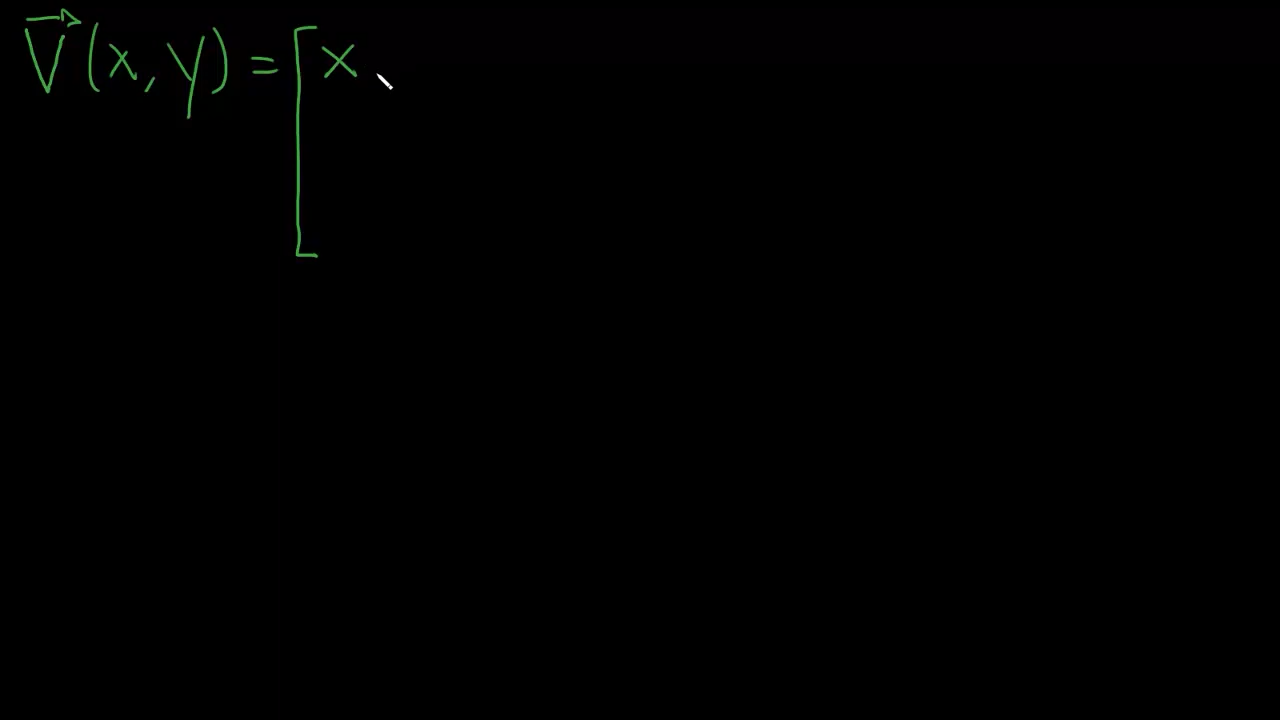 V⃗(x, y) = [x